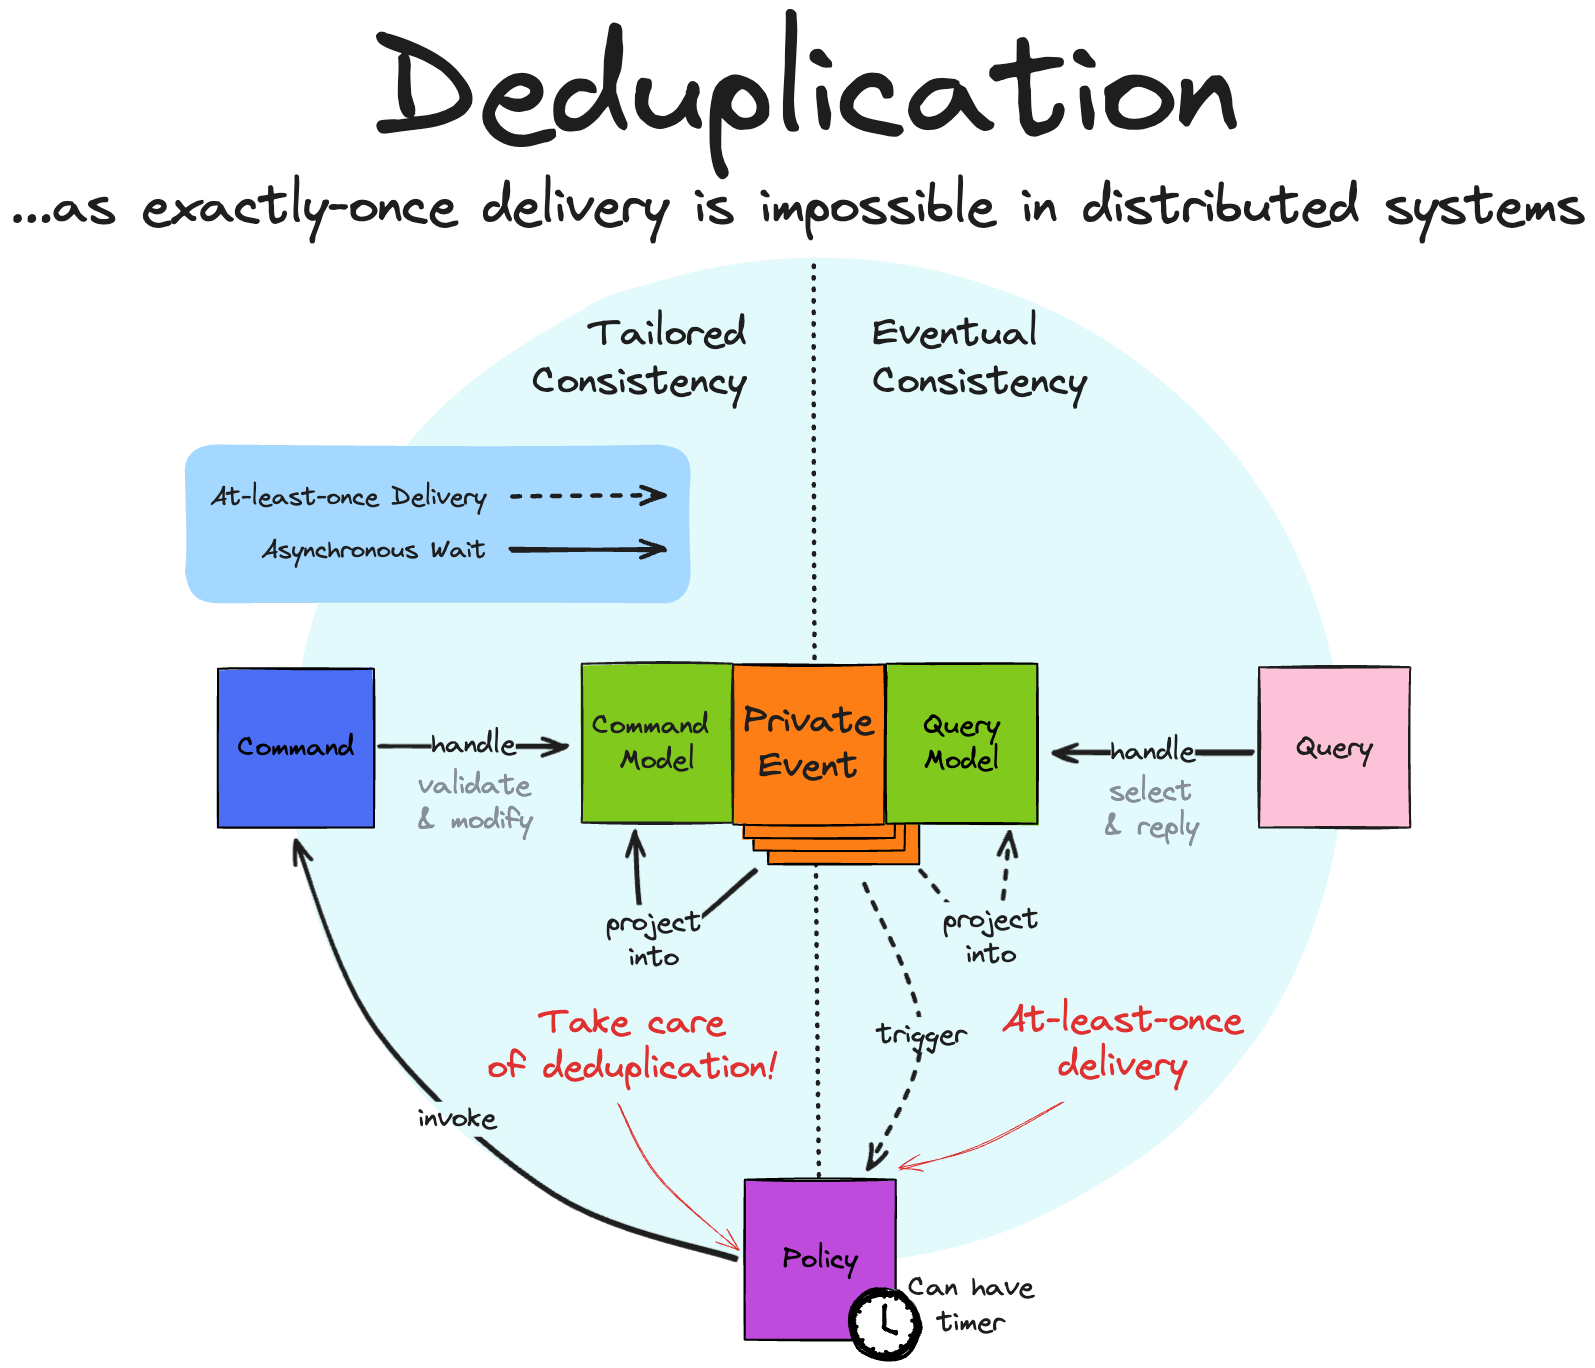 Deduplication
...as exactly-once delivery is impossible in distributed systems
Tailored
Consistency
Eventual
Consistency
At-least-once Delivery
Asynchronous Wait
Command
handle
validate
& modify
Command
Model
Private
Event
Query
Model
handle
select
& reply
Query
project
into
project
into
Take care
of deduplication!
trigger
At-least-once
delivery
invoke
Policy
Can have
timer